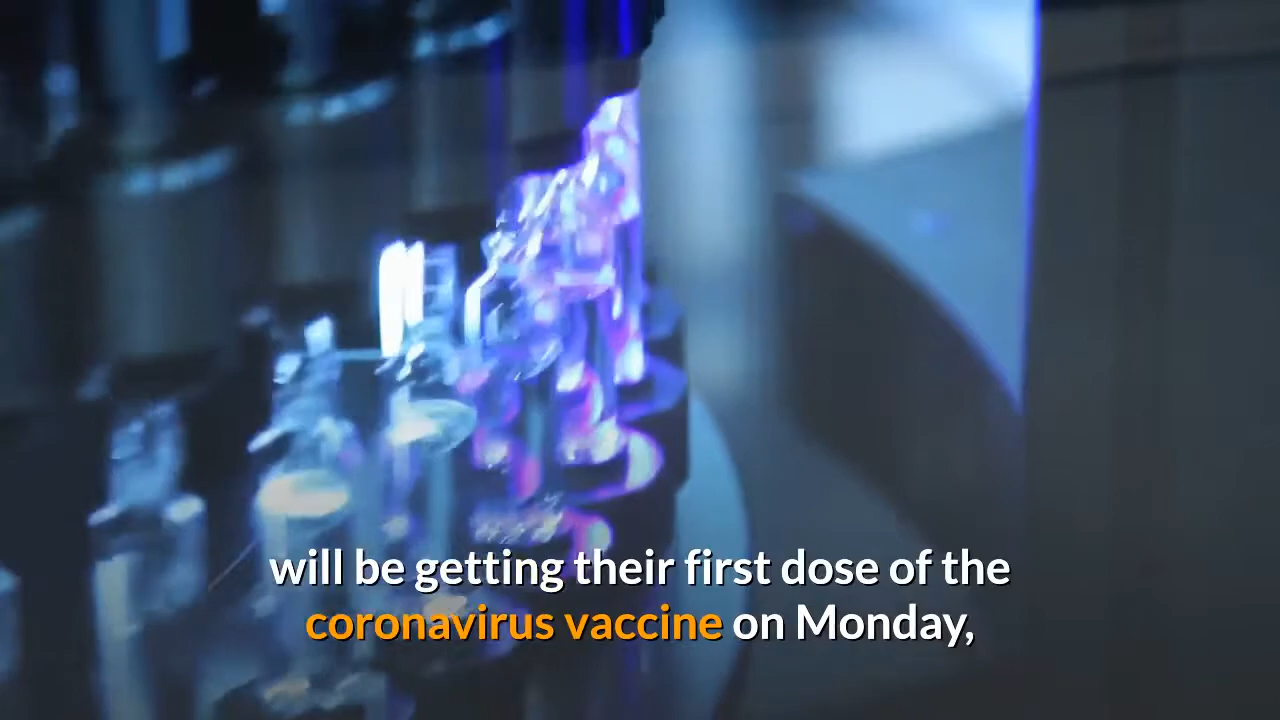 will be getting their first dose of the
coronavirus vaccine on Monday,